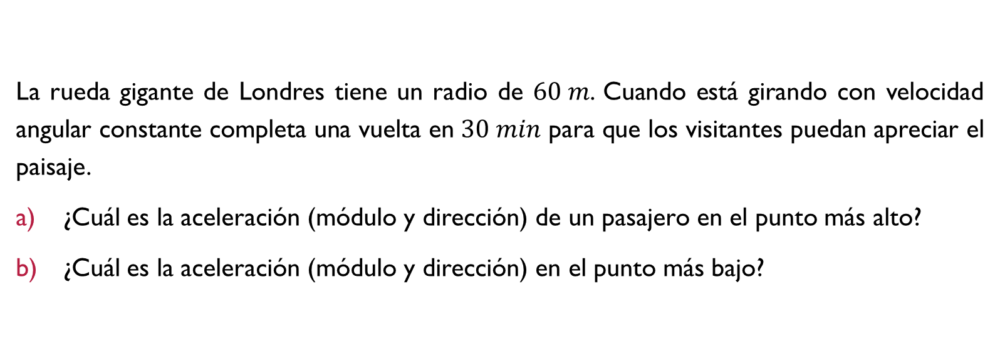 La rueda gigante de Londres tiene un radio de 60 m. Cuando está girando con velocidad
angular constante completa una vuelta en 30 min para que los visitantes puedan apreciar el
paisaje.
a) ¿Cuál es la aceleración (módulo y dirección) de un pasajero en el punto más alto?
b) ¿Cuál es la aceleración (módulo y dirección) en el punto más bajo?